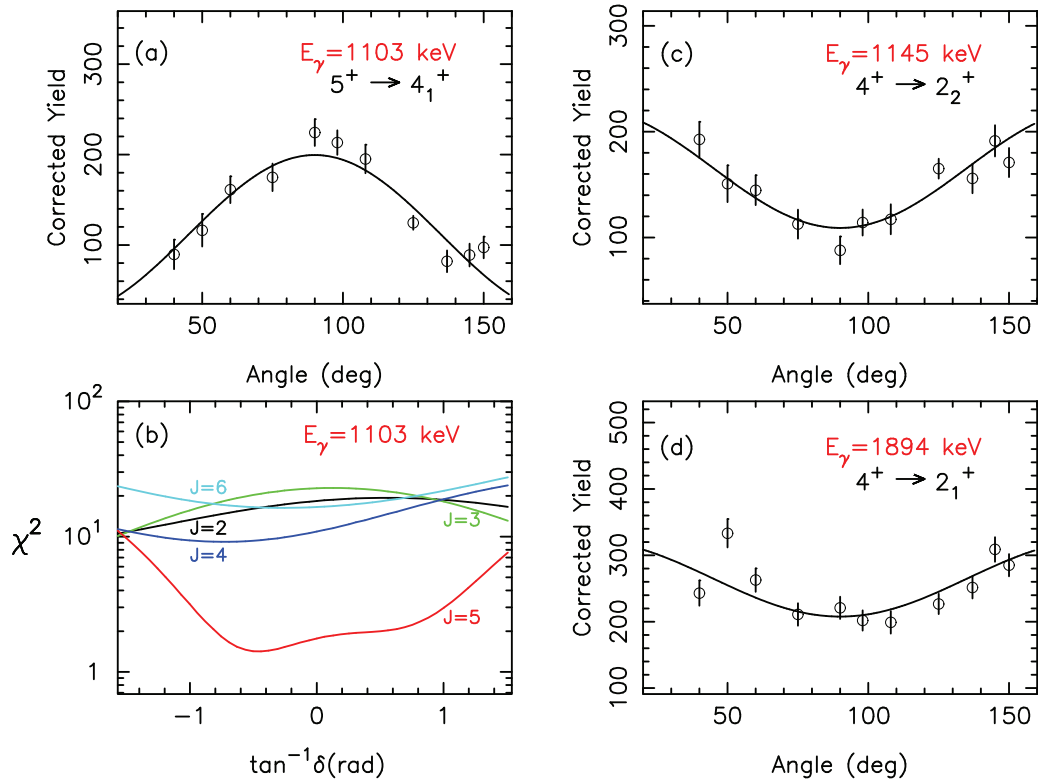 (a)
E_γ=1103 keV
5⁺ → 4₁⁺
Corrected Yield
100 200 300
50 100 150
Angle (deg)
(c)
E_γ=1145 keV
4⁺ → 2₂⁺
Corrected Yield
100 200 300
50 100 150
Angle (deg)
(b)
E_γ=1103 keV
χ²
10²
10¹
1
J=6
J=2
J=4
J=3
J=5
−1 0 1
tan⁻¹δ(rad)
(d)
E_γ=1894 keV
4⁺ → 2₁⁺
Corrected Yield
100 200 300 400 500
50 100 150
Angle (deg)